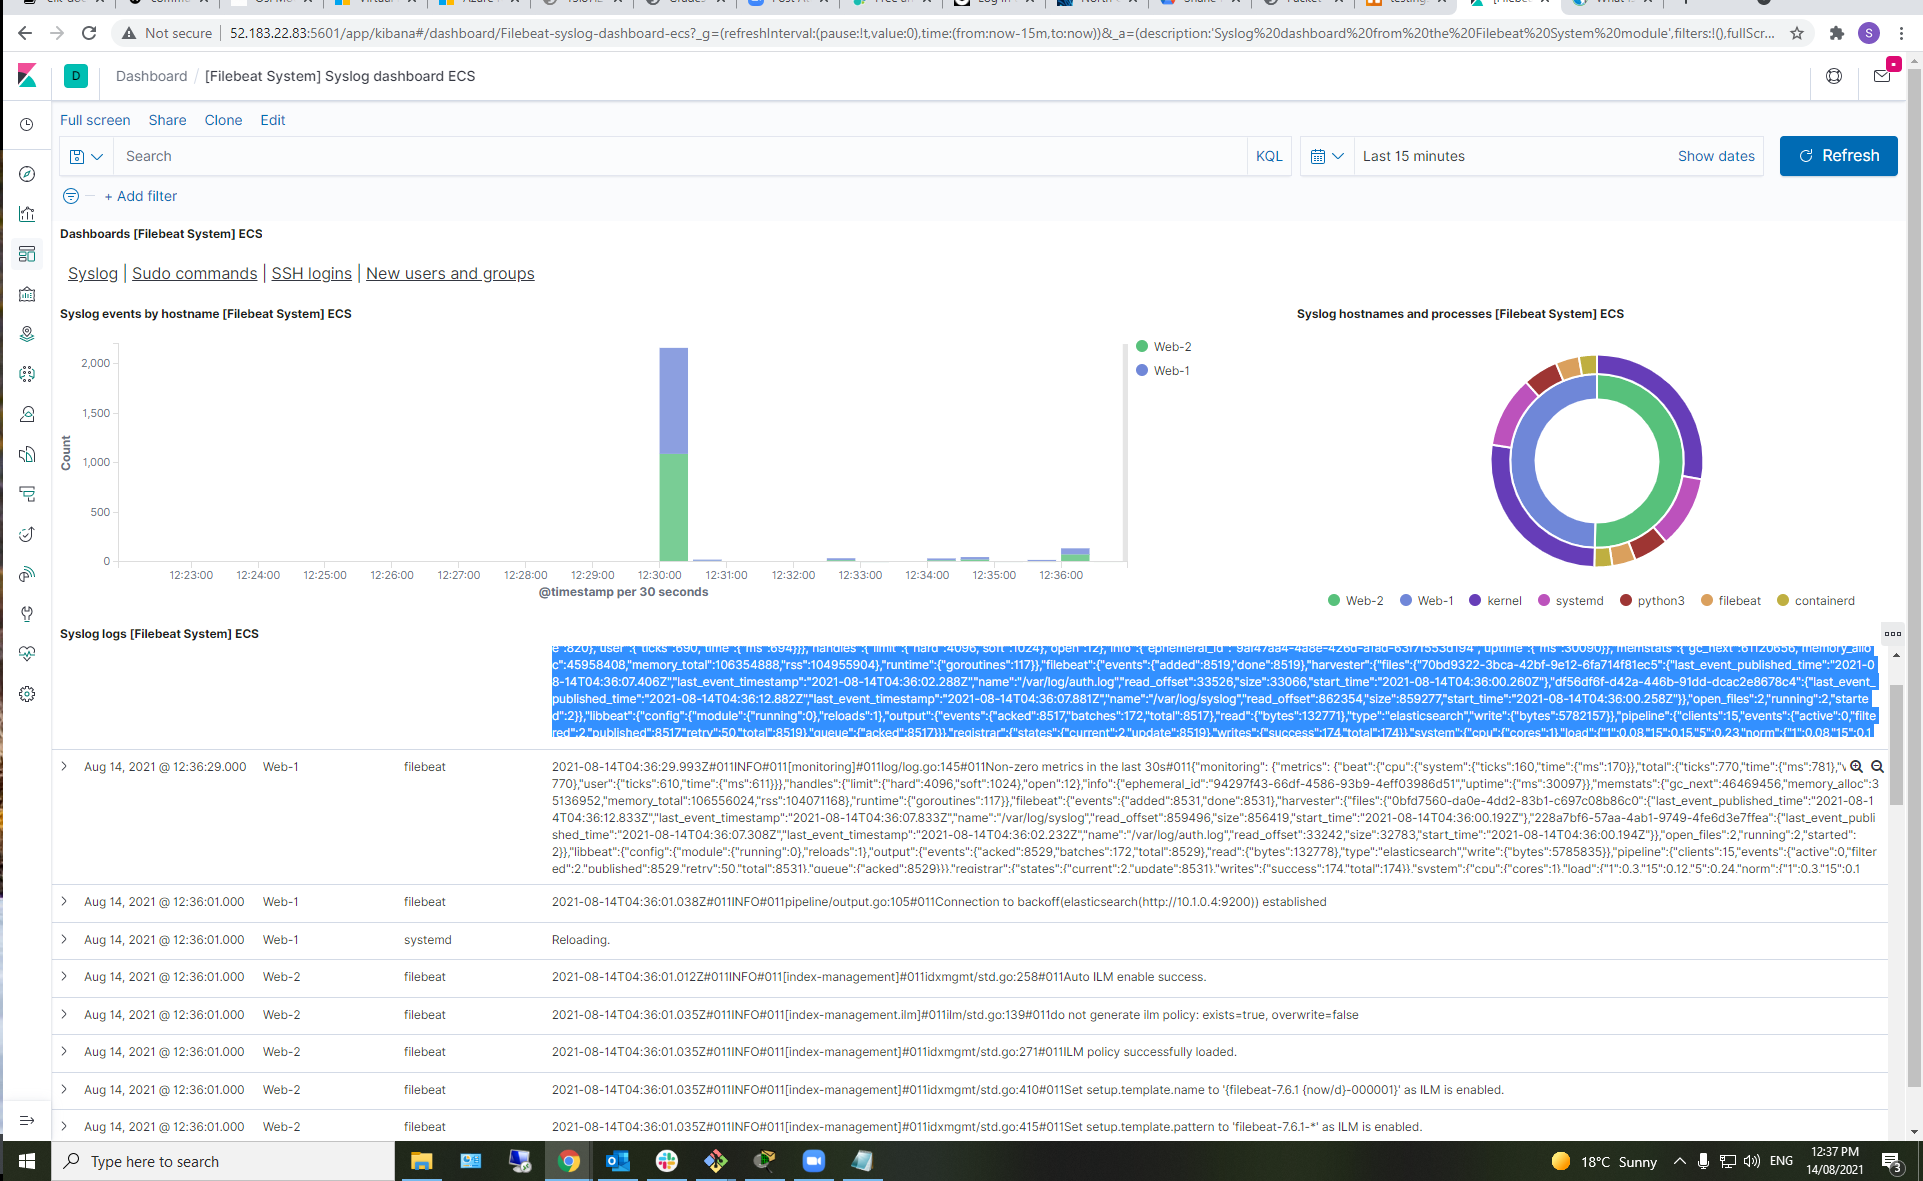 Not secure
52.183.22.83:5601/app/kibana#/dashboard/Filebeat-syslog-dashboard-ecs?_g=(refreshInterval:(pause:!t,value:0),time:(from:now-15m,to:now))&_a=(description:'Syslog%20dashboard%20from%20the%20Filebeat%20System%20module',filters:!(),fullScr...
S
D
Dashboard / [Filebeat System] Syslog dashboard ECS
Full screen Share Clone Edit
Search KQL Last 15 minutes Show dates Refresh
+ Add filter
Dashboards [Filebeat System] ECS
Syslog | Sudo commands | SSH logins | New users and groups
Syslog events by hostname [Filebeat System] ECS
Syslog hostnames and processes [Filebeat System] ECS
2,000
1,500
1,000
500
0
Count
Web-2
Web-1
12:23:00 12:24:00 12:25:00 12:26:00 12:27:00 12:28:00 12:29:00 12:30:00 12:31:00 12:32:00 12:33:00 12:34:00 12:35:00 12:36:00
@timestamp per 30 seconds
Web-2 Web-1 kernel systemd python3 filebeat containerd
Syslog logs [Filebeat System] ECS
":45958408,"memory_total":106354888,"rss":104955904},"runtime":{"goroutines":117}},"filebeat":{"events":{"added":8519,"done":8519},"harvester":{"files":{"70bd9322-3bca-42bf-9e12-6fa714f81ec5":{"last_event_published_time":"2021-0
8-14T04:36:07.406Z","last_event_timestamp":"2021-08-14T04:36:02.288Z","name":"/var/log/auth.log","read_offset":33526,"size":33066,"start_time":"2021-08-14T04:36:00.260Z"},"df56df6f-d42a-446b-91dd-dcac2e8678c4":{"last_event_
published_time":"2021-08-14T04:36:12.882Z","last_event_timestamp":"2021-08-14T04:36:07.881Z","name":"/var/log/syslog","read_offset":862354,"size":859277,"start_time":"2021-08-14T04:36:00.258Z"}},"open_files":2,"running":2,"starte
d":2}},"libbeat":{"config":{"module":{"running":0},"reloads":1},"output":{"events":{"acked":8517,"batches":172,"total":8517},"read":{"bytes":132771},"type":"elasticsearch","write":{"bytes":5782157}},"pipeline":{"clients":15,"events":{"active":0,"filte
red":2,"published":8517,"retry":50,"total":8519},"queue":{"acked":8517}}},"registrar":{"states":{"current":2,"update":8519},"writes":{"success":174,"total":174}},"system":{"cpu":{"cores":1},"load":{"1":0.08,"15":0.15,"5":0.23,"norm":{"1":0.08,"15":0.1
Aug 14, 2021 @ 12:36:29.000 Web-1 filebeat 2021-08-14T04:36:29.993Z#011INFO#011[monitoring]#011log/log.go:145#011Non-zero metrics in the last 30s#011{"monitoring": {"metrics": {"beat":{"cpu":{"system":{"ticks":160,"time":{"ms":170}},"total":{"ticks":770,"time":{"ms":781},"v
770},"user":{"ticks":610,"time":{"ms":611}}},"handles":{"limit":{"hard":4096,"soft":1024},"open":12},"info":{"ephemeral_id":"94297f43-66df-4586-93b9-4eff03986d51","uptime":{"ms":30097}},"memstats":{"gc_next":46469456,"memory_alloc":3
5136952,"memory_total":106556024,"rss":104071168},"runtime":{"goroutines":117}},"filebeat":{"events":{"added":8531,"done":8531},"harvester":{"files":{"0bfd7560-da0e-4dd2-83b1-c697c08b86c0":{"last_event_published_time":"2021-08-1
4T04:36:12.833Z","last_event_timestamp":"2021-08-14T04:36:07.833Z","name":"/var/log/syslog","read_offset":859496,"size":856419,"start_time":"2021-08-14T04:36:00.192Z"},"228a7bf6-57aa-4ab1-9749-4fe6d3e7ffea":{"last_event_publi
shed_time":"2021-08-14T04:36:07.308Z","last_event_timestamp":"2021-08-14T04:36:02.232Z","name":"/var/log/auth.log","read_offset":33242,"size":32783,"start_time":"2021-08-14T04:36:00.194Z"}},"open_files":2,"running":2,"started":
2}},"libbeat":{"config":{"module":{"running":0},"reloads":1},"output":{"events":{"acked":8529,"batches":172,"total":8529},"read":{"bytes":132778},"type":"elasticsearch","write":{"bytes":5785835}},"pipeline":{"clients":15,"events":{"active":0,"filter
ed":2,"published":8529,"retry":50,"total":8531},"queue":{"acked":8529}}},"registrar":{"states":{"current":2,"update":8531},"writes":{"success":174,"total":174}},"system":{"cpu":{"cores":1},"load":{"1":0.3,"15":0.12,"5":0.24,"norm":{"1":0.3,"15":0.1
Aug 14, 2021 @ 12:36:01.000 Web-1 filebeat 2021-08-14T04:36:01.038Z#011INFO#011pipeline/output.go:105#011Connection to backoff(elasticsearch(http://10.1.0.4:9200)) established
Aug 14, 2021 @ 12:36:01.000 Web-1 systemd Reloading.
Aug 14, 2021 @ 12:36:01.000 Web-2 filebeat 2021-08-14T04:36:01.012Z#011INFO#011[index-management]#011idxmgmt/std.go:258#011Auto ILM enable success.
Aug 14, 2021 @ 12:36:01.000 Web-2 filebeat 2021-08-14T04:36:01.035Z#011INFO#011[index-management.ilm]#011ilm/std.go:139#011do not generate ilm policy: exists=true, overwrite=false
Aug 14, 2021 @ 12:36:01.000 Web-2 filebeat 2021-08-14T04:36:01.035Z#011INFO#011[index-management]#011idxmgmt/std.go:271#011ILM policy successfully loaded.
Aug 14, 2021 @ 12:36:01.000 Web-2 filebeat 2021-08-14T04:36:01.035Z#011INFO#011[index-management]#011idxmgmt/std.go:410#011Set setup.template.name to '{filebeat-7.6.1 {now/d}-000001}' as ILM is enabled.
Aug 14, 2021 @ 12:36:01.000 Web-2 filebeat 2021-08-14T04:36:01.035Z#011INFO#011[index-management]#011idxmgmt/std.go:415#011Set setup.template.pattern to 'filebeat-7.6.1-*' as ILM is enabled.
Type here to search
18°C Sunny
ENG
12:37 PM
14/08/2021
3